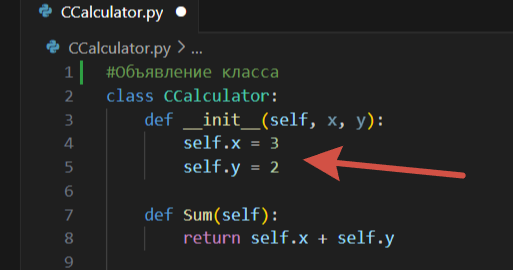 CCalculator.py
CCalculator.py > ...
1 #Объявление класса
2 class CCalculator:
3 def __init__(self, x, y):
4 self.x = 3
5 self.y = 2
6
7 def Sum(self):
8 return self.x + self.y
9